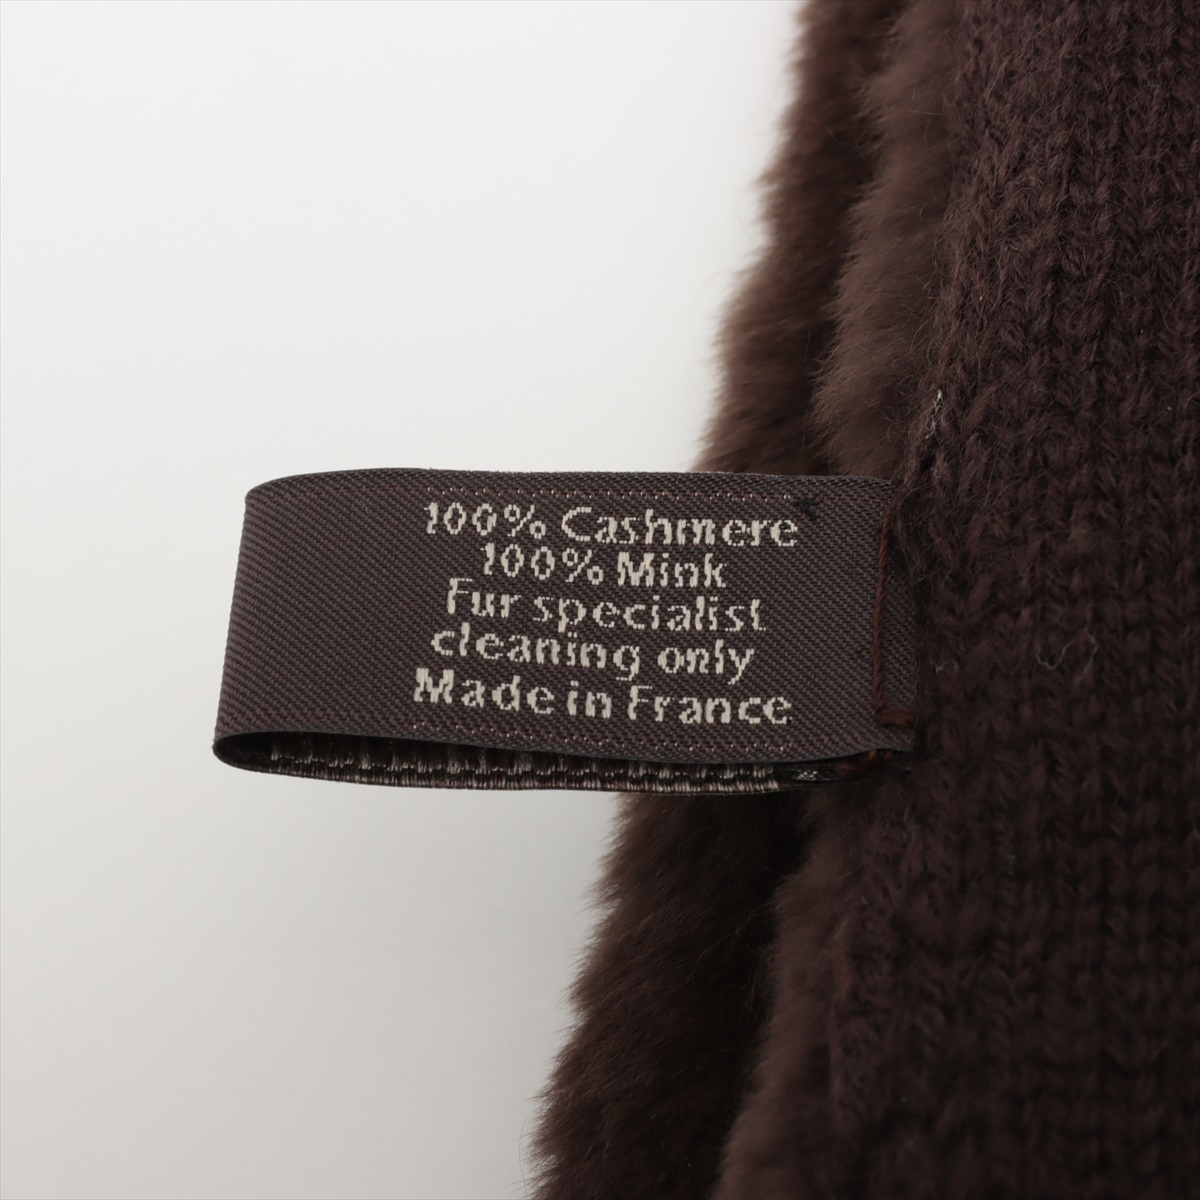 100% Cashmere
100% Mink
Fur specialist
cleaning only
Made in France